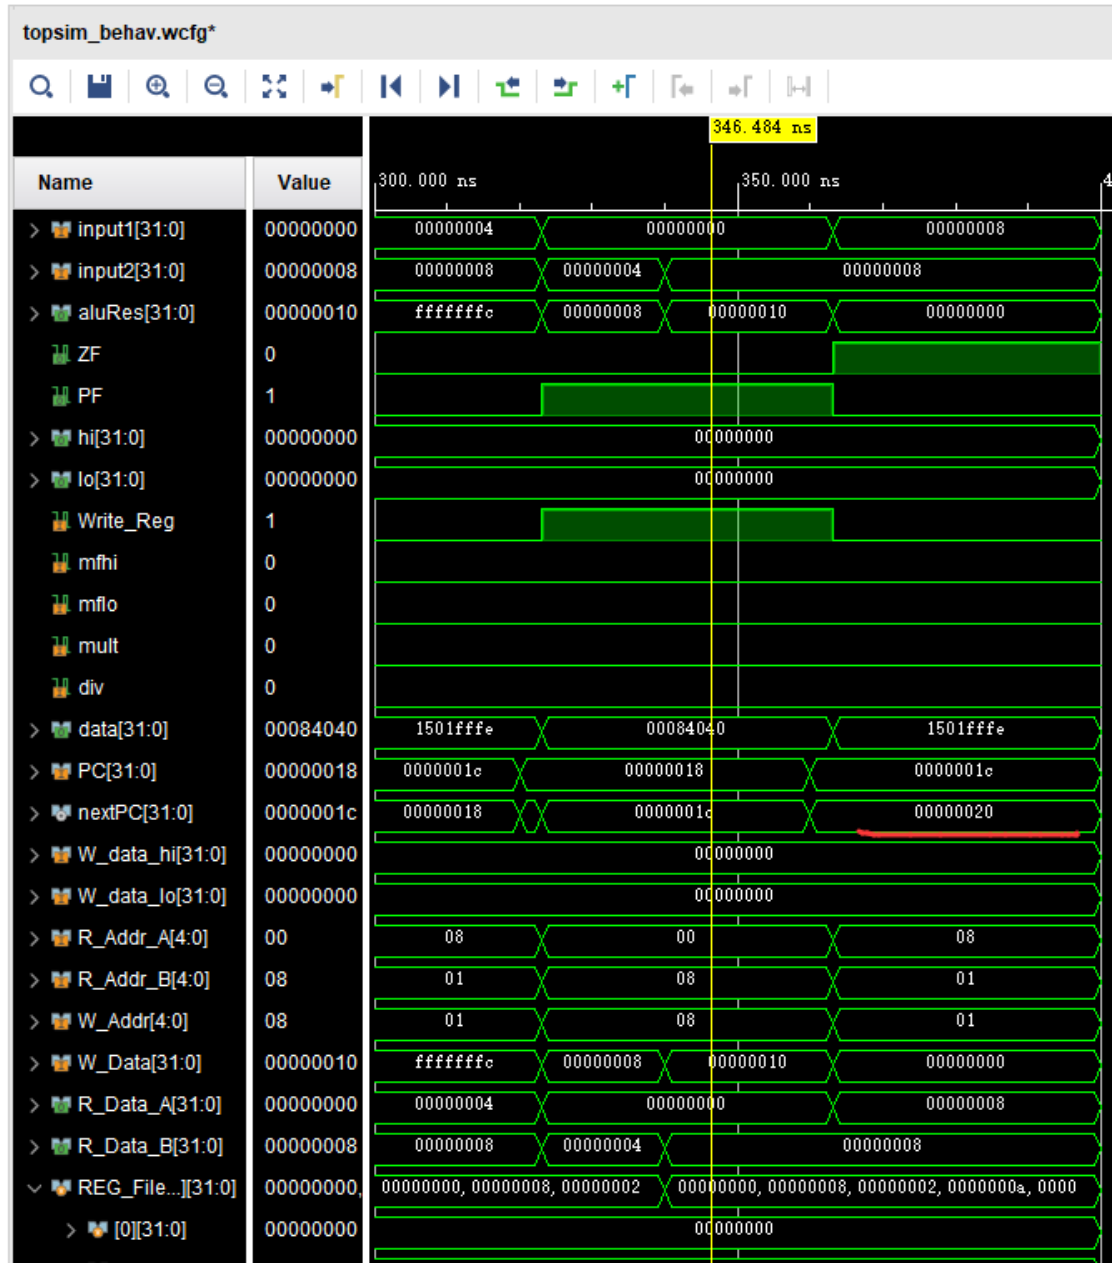 topsim_behav.wcfg*
346.484 ns
Name Value 300.000 ns 350.000 ns 4
input1[31:0] 00000000 00000004 00000000 00000008
input2[31:0] 00000008 00000008 00000004 00000008
aluRes[31:0] 00000010 fffffffc 00000008 00000010 00000000
ZF 0
PF 1
hi[31:0] 00000000 00000000
lo[31:0] 00000000 00000000
Write_Reg 1
mfhi 0
mflo 0
mult 0
div 0
data[31:0] 00084040 1501fffe 00084040 1501fffe
PC[31:0] 00000018 0000001c 00000018 0000001c
nextPC[31:0] 0000001c 00000018 0000001c 00000020
W_data_hi[31:0] 00000000 00000000
W_data_lo[31:0] 00000000 00000000
R_Addr_A[4:0] 00 08 00 08
R_Addr_B[4:0] 08 01 08 01
W_Addr[4:0] 08 01 08 01
W_Data[31:0] 00000010 fffffffc 00000008 00000010 00000000
R_Data_A[31:0] 00000000 00000004 00000000 00000008
R_Data_B[31:0] 00000008 00000008 00000004 00000008
REG_File...][31:0] 00000000, 00000000, 00000008, 00000002 00000000, 00000008, 00000002, 0000000a, 0000
[0][31:0] 00000000 00000000